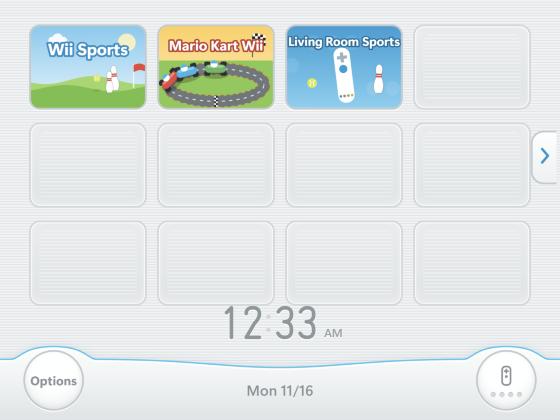 Wii Sports
Mario Kart Wii
Living Room Sports
12:33 AM
Options
Mon 11/16